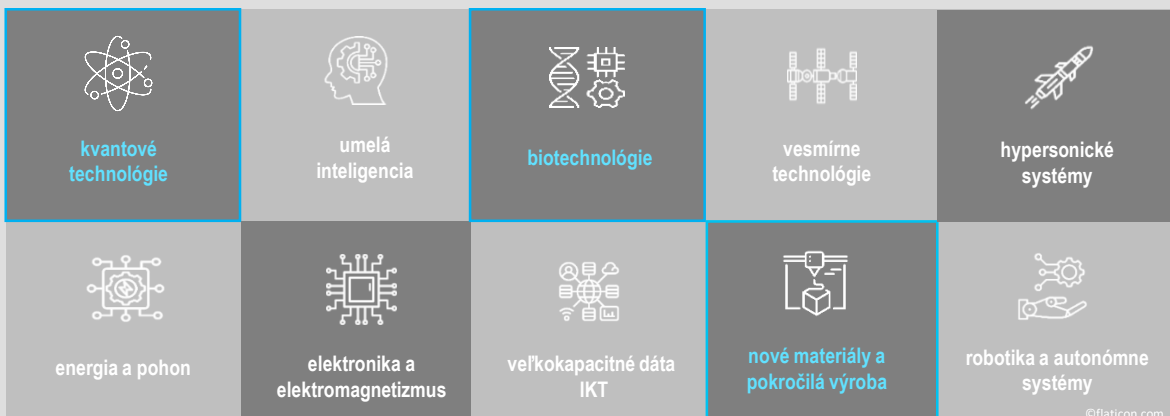 kvantové
technológie
umelá
inteligencia
biotechnológie
vesmírne
technológie
hypersonické
systémy
energia a pohon
elektronika a
elektromagnetizmus
veľkokapacitné dáta
IKT
nové materiály a
pokročilá výroba
robotika a autonómne
systémy
©flaticon.com